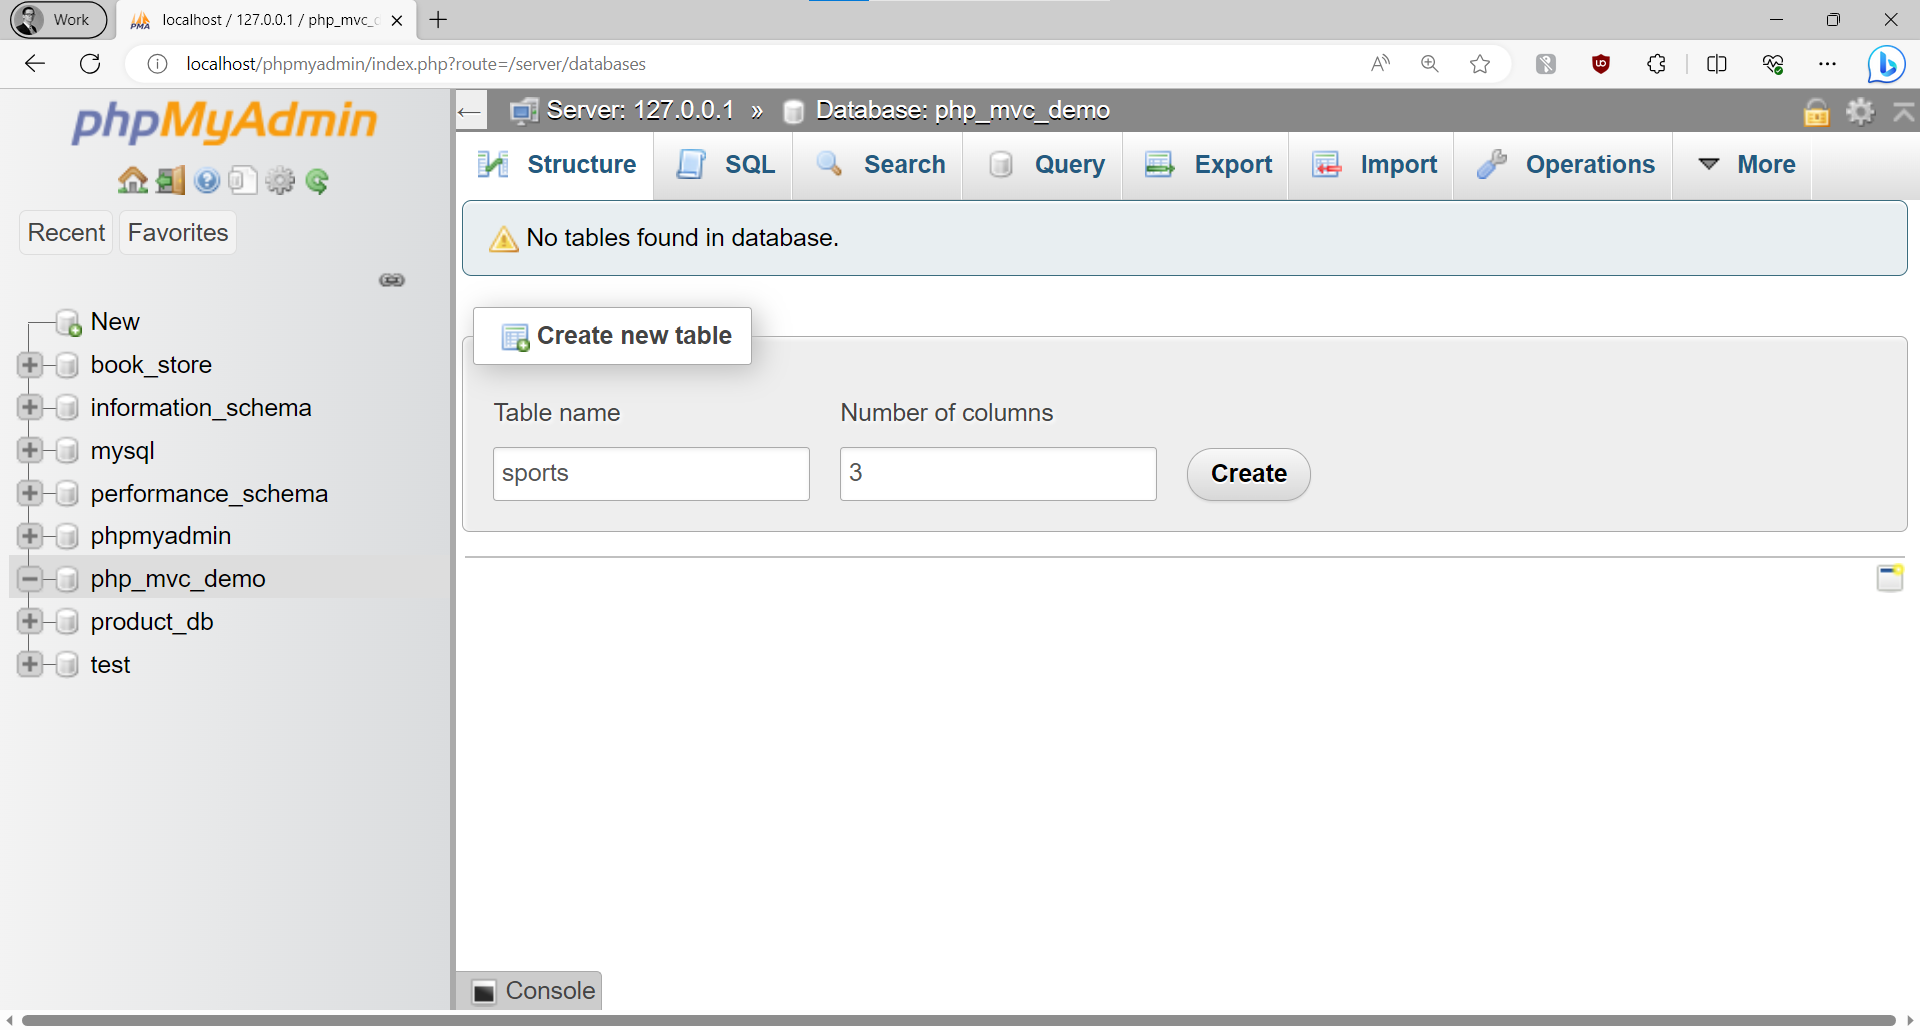 Work
localhost / 127.0.0.1 / php_mvc_c
localhost/phpmyadmin/index.php?route=/server/databases
phpMyAdmin
Recent
Favorites
New
book_store
information_schema
mysql
performance_schema
phpmyadmin
php_mvc_demo
product_db
test
Server: 127.0.0.1 » Database: php_mvc_demo
Structure
SQL
Search
Query
Export
Import
Operations
More
No tables found in database.
Create new table
Table name
Number of columns
sports
3
Create
Console